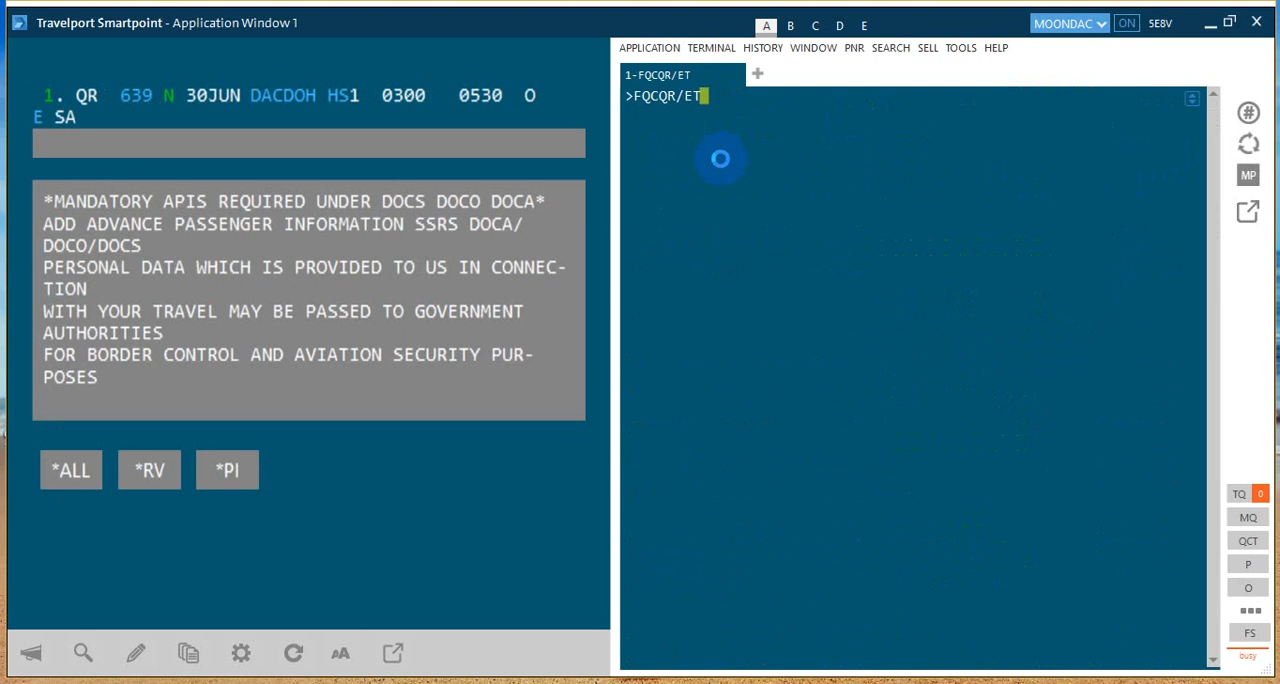 Travelport Smartpoint - Application Window 1
A B C D E
MOONDAC ON 5E8V
APPLICATION TERMINAL HISTORY WINDOW PNR SEARCH SELL TOOLS HELP
1-FQCQR/ET +
>FQCQR/ET
1. QR 639 N 30JUN DACDOH HS1 0300 0530 O
E SA
*MANDATORY APIS REQUIRED UNDER DOCS DOCO DOCA*
ADD ADVANCE PASSENGER INFORMATION SSRS DOCA/
DOCO/DOCS
PERSONAL DATA WHICH IS PROVIDED TO US IN CONNEC-
TION
WITH YOUR TRAVEL MAY BE PASSED TO GOVERNMENT
AUTHORITIES
FOR BORDER CONTROL AND AVIATION SECURITY PUR-
POSES
*ALL *RV *PI
AA
#
MP
TQ 0
MQ
QCT
P
O
FS
busy